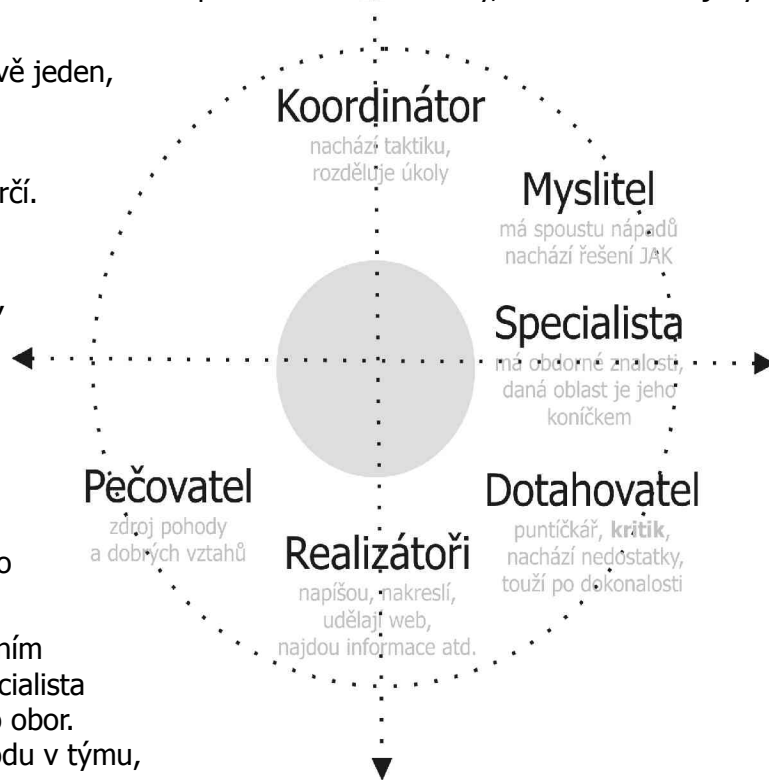 vě jeden,
rčí.
Koordinátor
nachází taktiku,
rozděluje úkoly
Myslitel
má spoustu nápadů
nachází řešení JAK
Specialista
má obdorné znalosti,
daná oblast je jeho
koníčkem
Pečovatel
zdroj pohody
a dobrých vztahů
Realizátoři
napíšou, nakreslí,
udělají web,
najdou informace atd.
Dotahovatel
puntíčkář, kritik,
nachází nedostatky,
touží po dokonalosti
o
ním
cialista
obor.
odu v týmu,